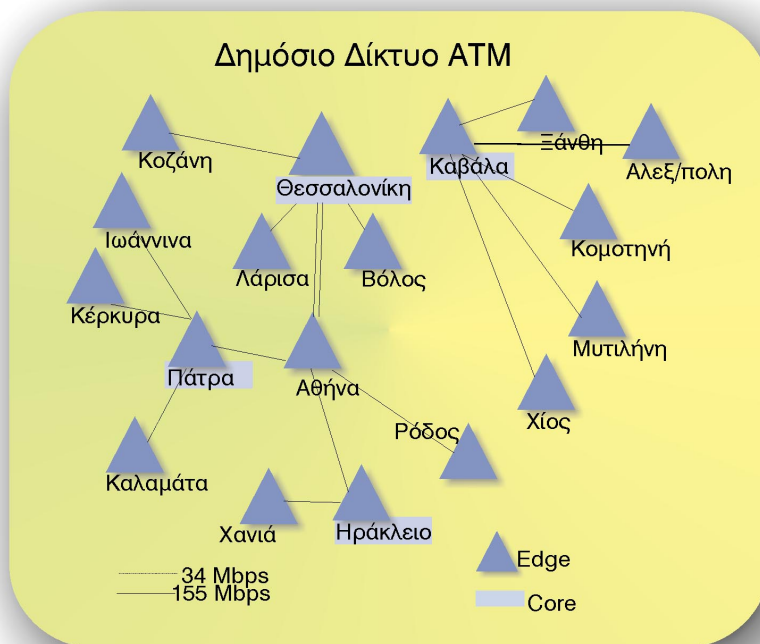 Δημόσιο Δίκτυο ΑΤΜ
Κοζάνη
Θεσσαλονίκη
Καβάλα
Ξάνθη
Αλεξ/πολη
Ιωάννινα
Λάρισα
Βόλος
Κομοτηνή
Κέρκυρα
Πάτρα
Αθήνα
Μυτιλήνη
Χίος
Ρόδος
Καλαμάτα
Χανιά
Ηράκλειο
Edge
34 Mbps
155 Mbps
Core